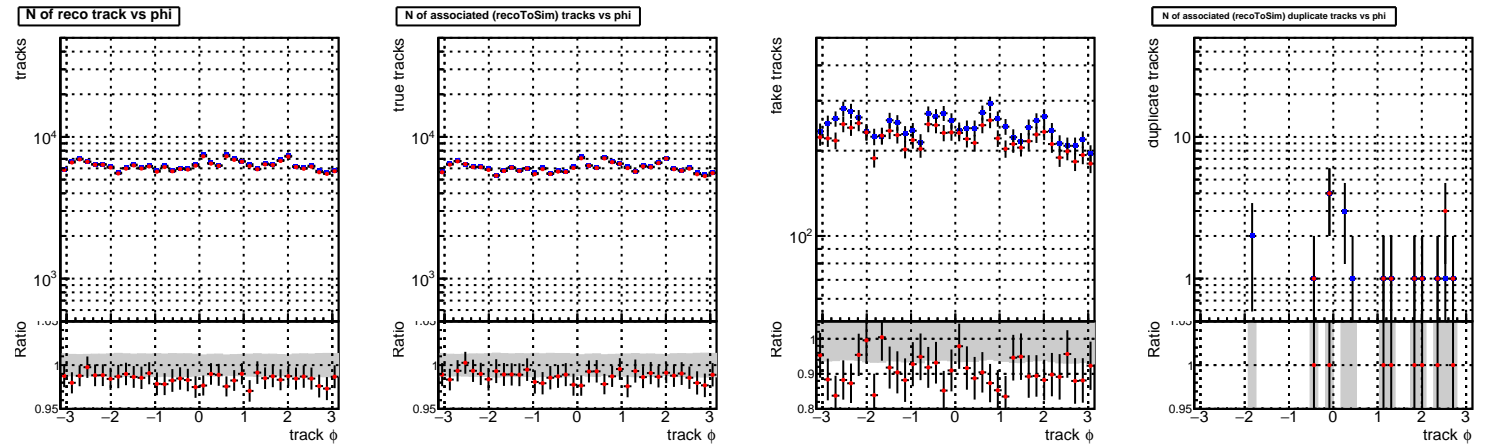 N of reco track vs phi
tracks
10^4
10^3
Ratio
1
0.95
−3 −2 −1 0 1 2 3
track ϕ
N of associated (recoToSim) tracks vs phi
true tracks
10^4
10^3
Ratio
1
0.95
−3 −2 −1 0 1 2 3
track ϕ
fake tracks
10^2
Ratio
1
0.9
0.8
−3 −2 −1 0 1 2 3
track ϕ
N of associated (recoToSim) duplicate tracks vs phi
duplicate tracks
10
1
Ratio
1
0.95
−3 −2 −1 0 1 2 3
track ϕ